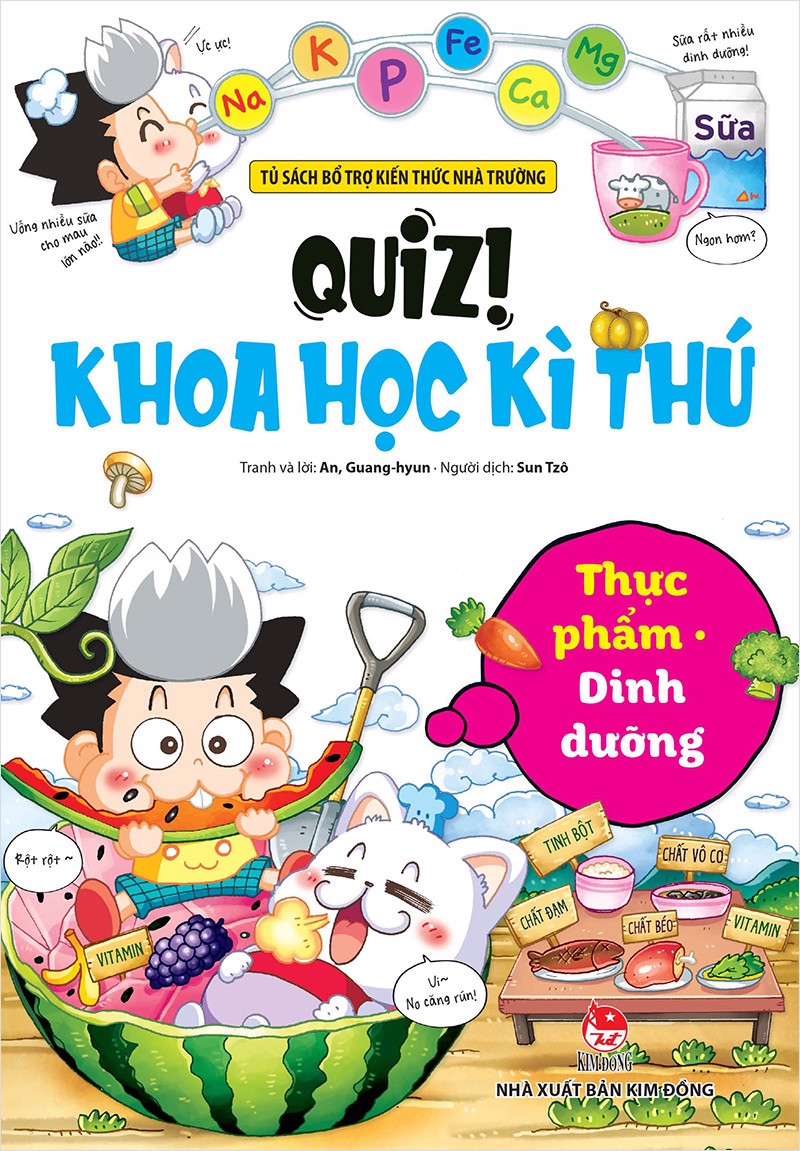 Ực ực!
Na
K
P
Fe
Ca
Mg
Sữa rất nhiều
dinh dưỡng!
Sữa
Uống nhiều sữa
cho mau
lớn nào!!
Ngon hơm?
TỦ SÁCH BỔ TRỢ KIẾN THỨC NHÀ TRƯỜNG
QUIZ!
KHOA HỌC KÌ THÚ
Tranh và lời: An, Guang-hyun · Người dịch: Sun Tzô
Thực
phẩm ·
Dinh
dưỡng
Rột rột ~
VITAMIN
Ui~
No căng rún!
TINH BỘT
CHẤT VÔ CƠ
CHẤT ĐẠM
CHẤT BÉO
VITAMIN
KIM ĐỒNG
NHÀ XUẤT BẢN KIM ĐỒNG